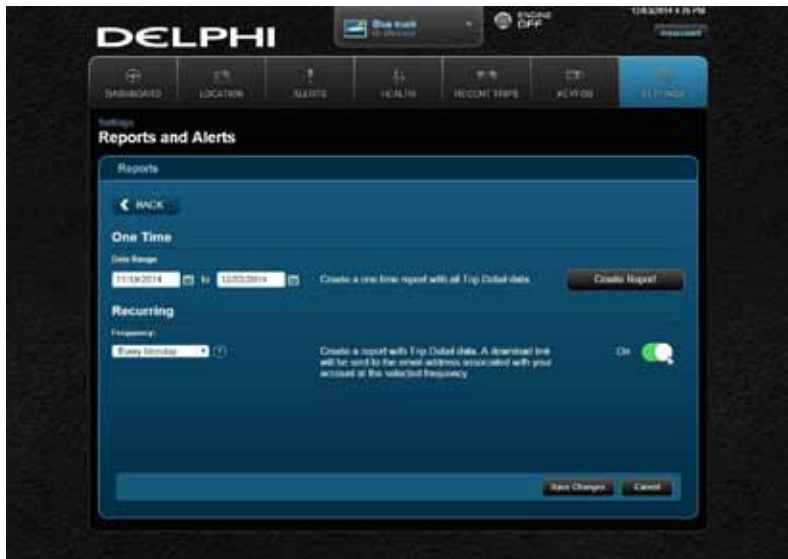 DELPHI
Blue truck
ENGINE
OFF
DASHBOARD
LOCATION
ALERTS
HEALTH
RECENT TRIPS
KEYFOB
SETTINGS
Settings
Reports and Alerts
Reports
BACK
One Time
Date Range
to
Create a one time report with all Trip Detail data.
Create Report
Recurring
Frequency:
Every Monday
?
Create a report with Trip Detail data. A download link
will be sent to the email address associated with your
account at the selected frequency
ON
Save Changes
Cancel